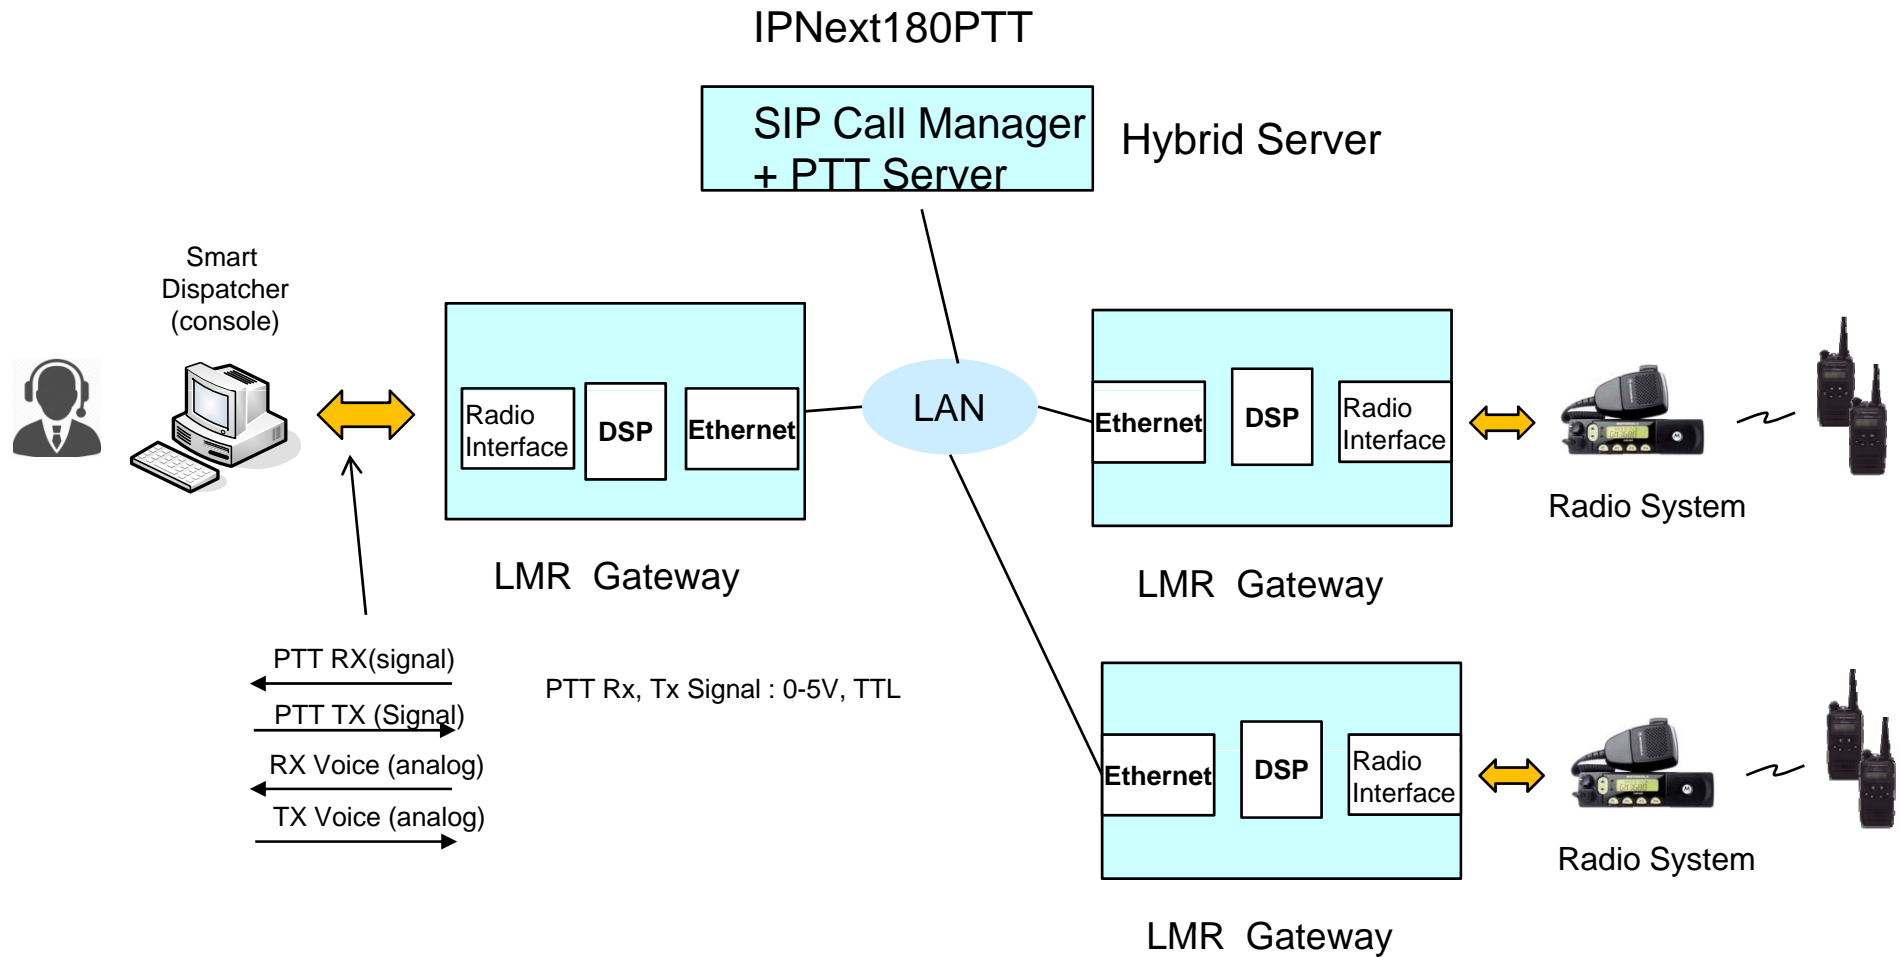 IPNext180PTT
SIP Call Manager
+ PTT Server
Hybrid Server
Smart
Dispatcher
(console)
Radio
Interface
DSP
Ethernet
LMR Gateway
LAN
Ethernet
DSP
Radio
Interface
LMR Gateway
Radio System
PTT RX(signal)
PTT TX (Signal)
RX Voice (analog)
TX Voice (analog)
PTT Rx, Tx Signal : 0-5V, TTL
Ethernet
DSP
Radio
Interface
LMR Gateway
Radio System